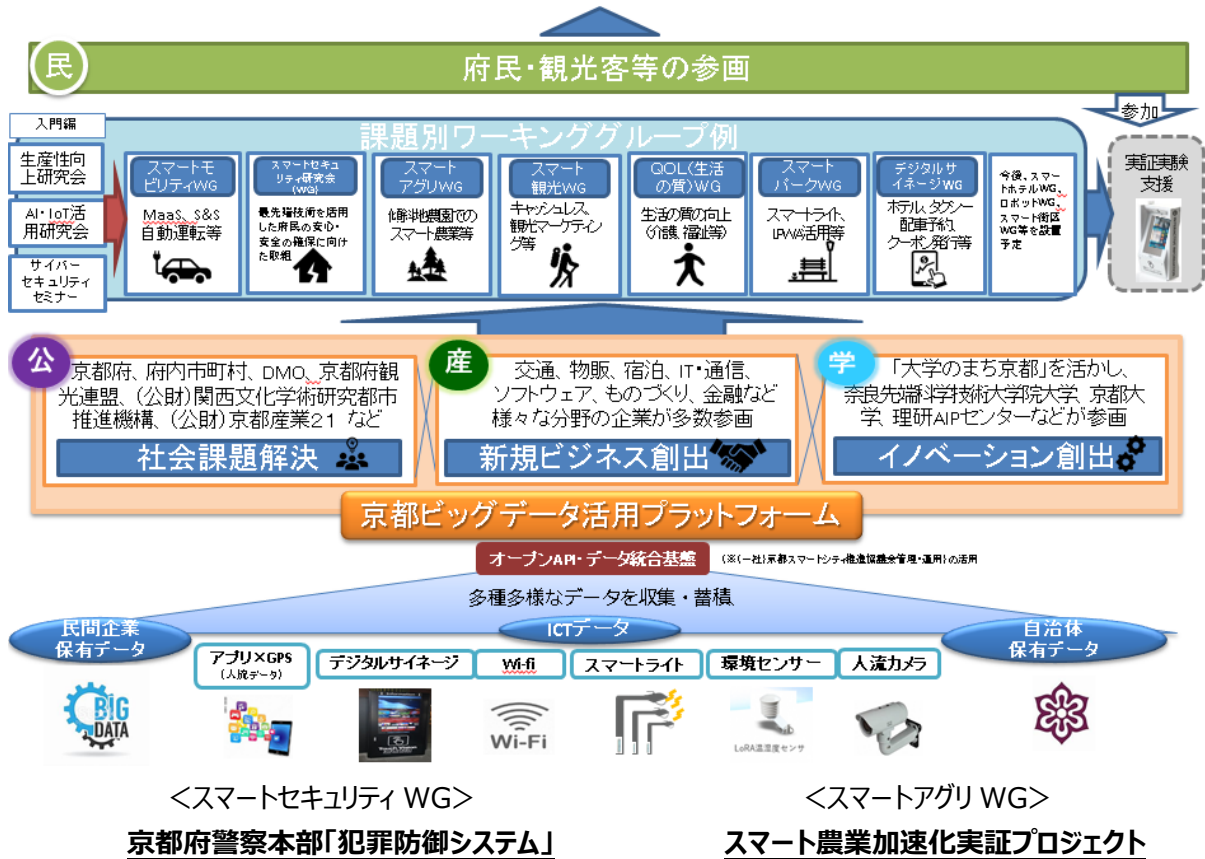 民
府民・観光客等の参画
参加
入門編
生産性向
上研究会
AI・IoT活
用研究会
サイバー
セキュリティ
セミナー
課題別ワーキンググループ例
スマートモ
ビリティWG
MaaS、S&S
自動運転等
スマートセキュ
リティ研究会
(WG)
最先端技術を活用
した府民の安心・
安全の確保に向け
た取組
スマート
アグリWG
スマート農業等
スマート
観光WG
キャッシュレス、
観光マーケティン
グ等
QOL(生活
の質)WG
生活の質の向上
(介護、福祉等)
スマート
パークWG
スマートライト、
LPWA活用等
デジタルサ
イネージWG
ホテル、タクシー
配車予約、
クーポン発行等
今後、スマー
トホテルWG、
ロボットWG、
スマート街区
WG等を設置
予定
実証実験
支援
公
京都府、府内市町村、DMO、京都府観
光連盟、(公財)関西文化学術研究都市
推進機構、(公財)京都産業21 など
社会課題解決
産
交通、物販、宿泊、IT・通信、
ソフトウェア、ものづくり、金融など
様々な分野の企業が多数参画
新規ビジネス創出
学
「大学のまち京都」を活かし、
奈良先端科学技術大学院大学、京都大
学、理研AIPセンターなどが参画
イノベーション創出
京都ビッグデータ活用プラットフォーム
オープンAPI・データ統合基盤
(※(一社)京都スマートシティ推進協議会管理・運用)の活用
多種多様なデータを収集・蓄積
民間企業
保有データ
ICTデータ
自治体
保有データ
アプリ×GPS
(人流データ)
デジタルサイネージ
Wi-fi
スマートライト
環境センサー
人流カメラ
BIG
DATA
Wi-Fi
LoRA温湿度センサ
＜スマートセキュリティ WG＞
京都府警察本部「犯罪防御システム」
＜スマートアグリ WG＞
スマート農業加速化実証プロジェクト